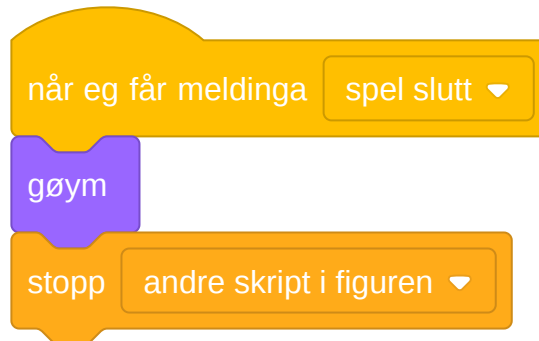 når eg får meldinga spel slutt
gøym
stopp andre skript i figuren